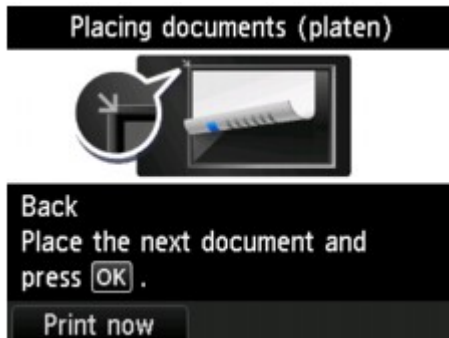 Placing documents (platen)
Back
Place the next document and
press OK .
Print now